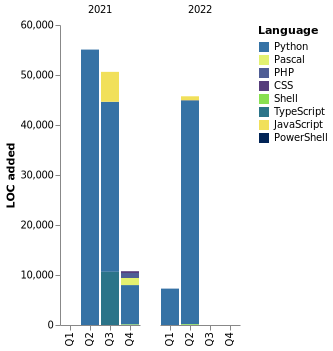 2021
2022
Language
Python
Pascal
PHP
CSS
Shell
TypeScript
JavaScript
PowerShell
LOC added
60,000
50,000
40,000
30,000
20,000
10,000
0
Q1
Q2
Q3
Q4
Q1
Q2
Q3
Q4